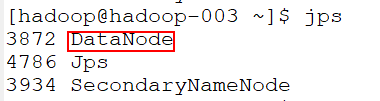 [hadoop@hadoop-003 ~]$ jps
3872 DataNode
4786 Jps
3934 SecondaryNameNode